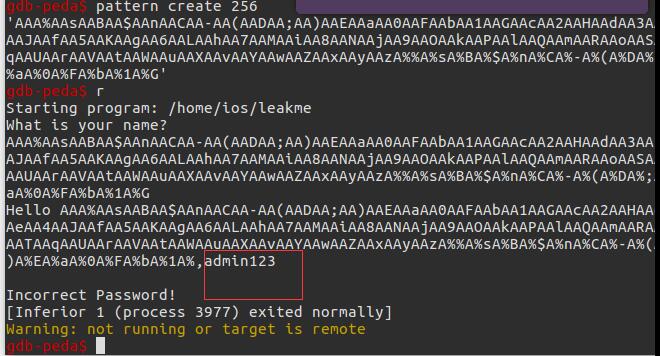 gdb-peda$ pattern create 256
'AAA%AAsAABAA$AAnAACAA-AA(AADAA;AA)AAEAAaAA0AAFAAbAA1AAGAAcAA2AAHAAdAA3A
AAJAAfAA5AAKAAgAA6AALAAhAA7AAMAAiAA8AANAAjAA9AAOAAkAAPAAlAAQAAmAARAAoAAS
qAAUAArAAVAAtAAWAAuAAXAAvAAYAAwAAZAAxAAyAAzA%%A%sA%BA%$A%nA%CA%-A%(A%DA%
%aA%0A%FA%bA%1A%G'
gdb-peda$ r
Starting program: /home/ios/leakme
What is your name?
AAA%AAsAABAA$AAnAACAA-AA(AADAA;AA)AAEAAaAA0AAFAAbAA1AAGAAcAA2AAHAAdAA3AA
AJAAfAA5AAKAAgAA6AALAAhAA7AAMAAiAA8AANAAjAA9AAOAAkAAPAAlAAQAAmAARAAoAASA
AAUAArAAVAAtAAWAAuAAXAAvAAYAAwAAZAAxAAyAAzA%%A%sA%BA%$A%nA%CA%-A%(A%DA%;
aA%0A%FA%bA%1A%G
Hello AAA%AAsAABAA$AAnAACAA-AA(AADAA;AA)AAEAAaAA0AAFAAbAA1AAGAAcAA2AAHAA
AeAA4AAJAAfAA5AAKAAgAA6AALAAhAA7AAMAAiAA8AANAAjAA9AAOAAkAAPAAlAAQAAmAARA
AATAAqAAUAArAAVAAtAAWAAuAAXAAvAAYAAwAAZAAxAAyAAzA%%A%sA%BA%$A%nA%CA%-A%(
)A%EA%aA%0A%FA%bA%1A%,admin123
Incorrect Password!
[Inferior 1 (process 3977) exited normally]
Warning: not running or target is remote
gdb-peda$